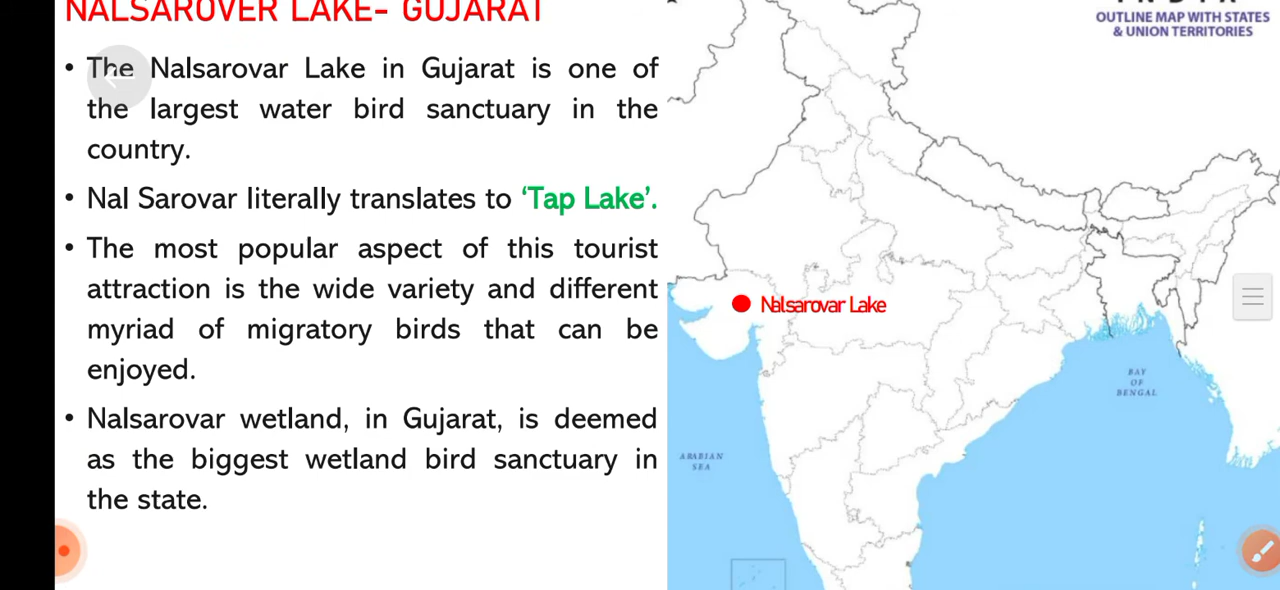 NALSAROVER LAKE- GUJARAT
• The Nalsarovar Lake in Gujarat is one of
the largest water bird sanctuary in the
country.
• Nal Sarovar literally translates to ‘Tap Lake’.
• The most popular aspect of this tourist
attraction is the wide variety and different
myriad of migratory birds that can be
enjoyed.
• Nalsarovar wetland, in Gujarat, is deemed
as the biggest wetland bird sanctuary in
the state.
INDIA
OUTLINE MAP WITH STATES
& UNION TERRITORIES
Nalsarovar Lake
BAY
OF
BENGAL
ARABIAN
SEA